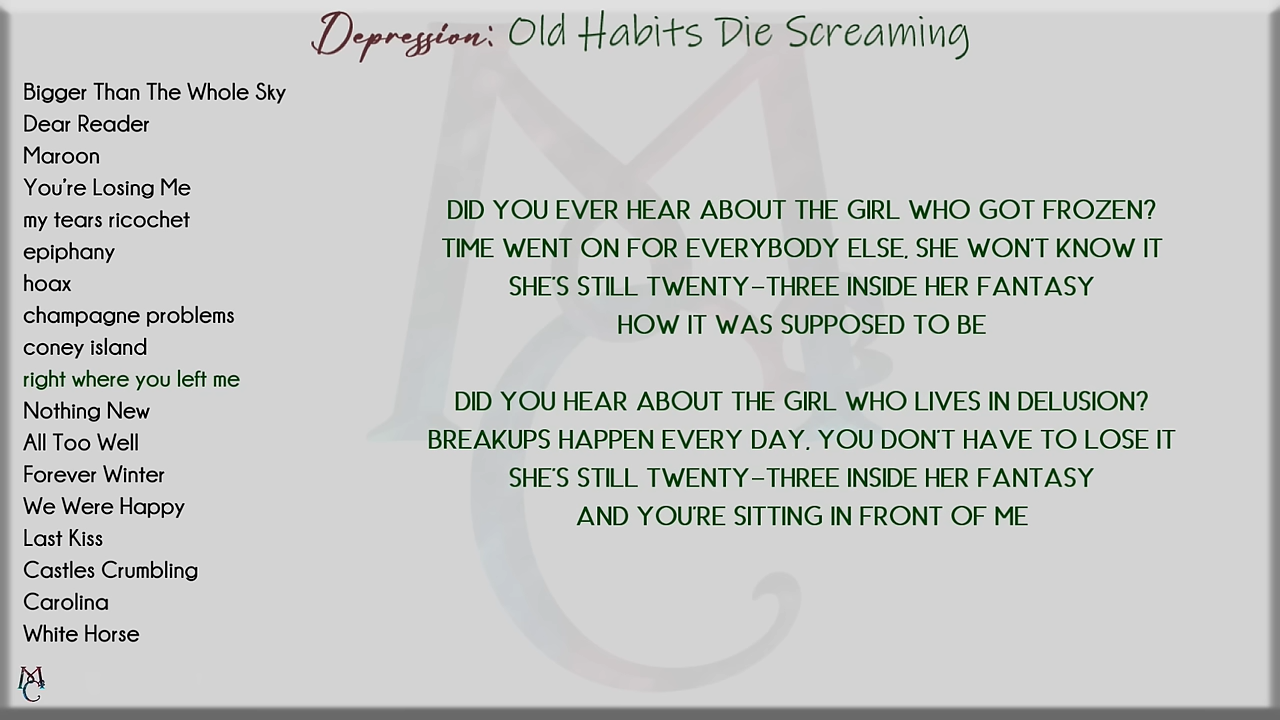 Depression: Old Habits Die Screaming
Bigger Than The Whole Sky
Dear Reader
Maroon
You're Losing Me
my tears ricochet
epiphany
hoax
champagne problems
coney island
right where you left me
Nothing New
All Too Well
Forever Winter
We Were Happy
Last Kiss
Castles Crumbling
Carolina
White Horse
DID YOU EVER HEAR ABOUT THE GIRL WHO GOT FROZEN?
TIME WENT ON FOR EVERYBODY ELSE, SHE WON'T KNOW IT
SHE'S STILL TWENTY-THREE INSIDE HER FANTASY
HOW IT WAS SUPPOSED TO BE
DID YOU HEAR ABOUT THE GIRL WHO LIVES IN DELUSION?
BREAKUPS HAPPEN EVERY DAY, YOU DON'T HAVE TO LOSE IT
SHE'S STILL TWENTY-THREE INSIDE HER FANTASY
AND YOU'RE SITTING IN FRONT OF ME